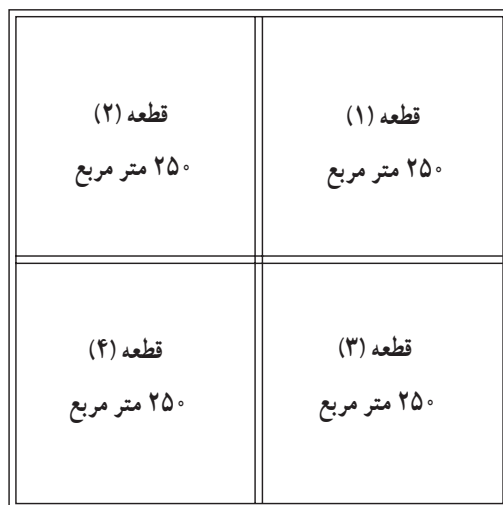 قطعه (۱)
۲۵۰ متر مربع
قطعه (۲)
۲۵۰ متر مربع
قطعه (۳)
۲۵۰ متر مربع
قطعه (۴)
۲۵۰ متر مربع